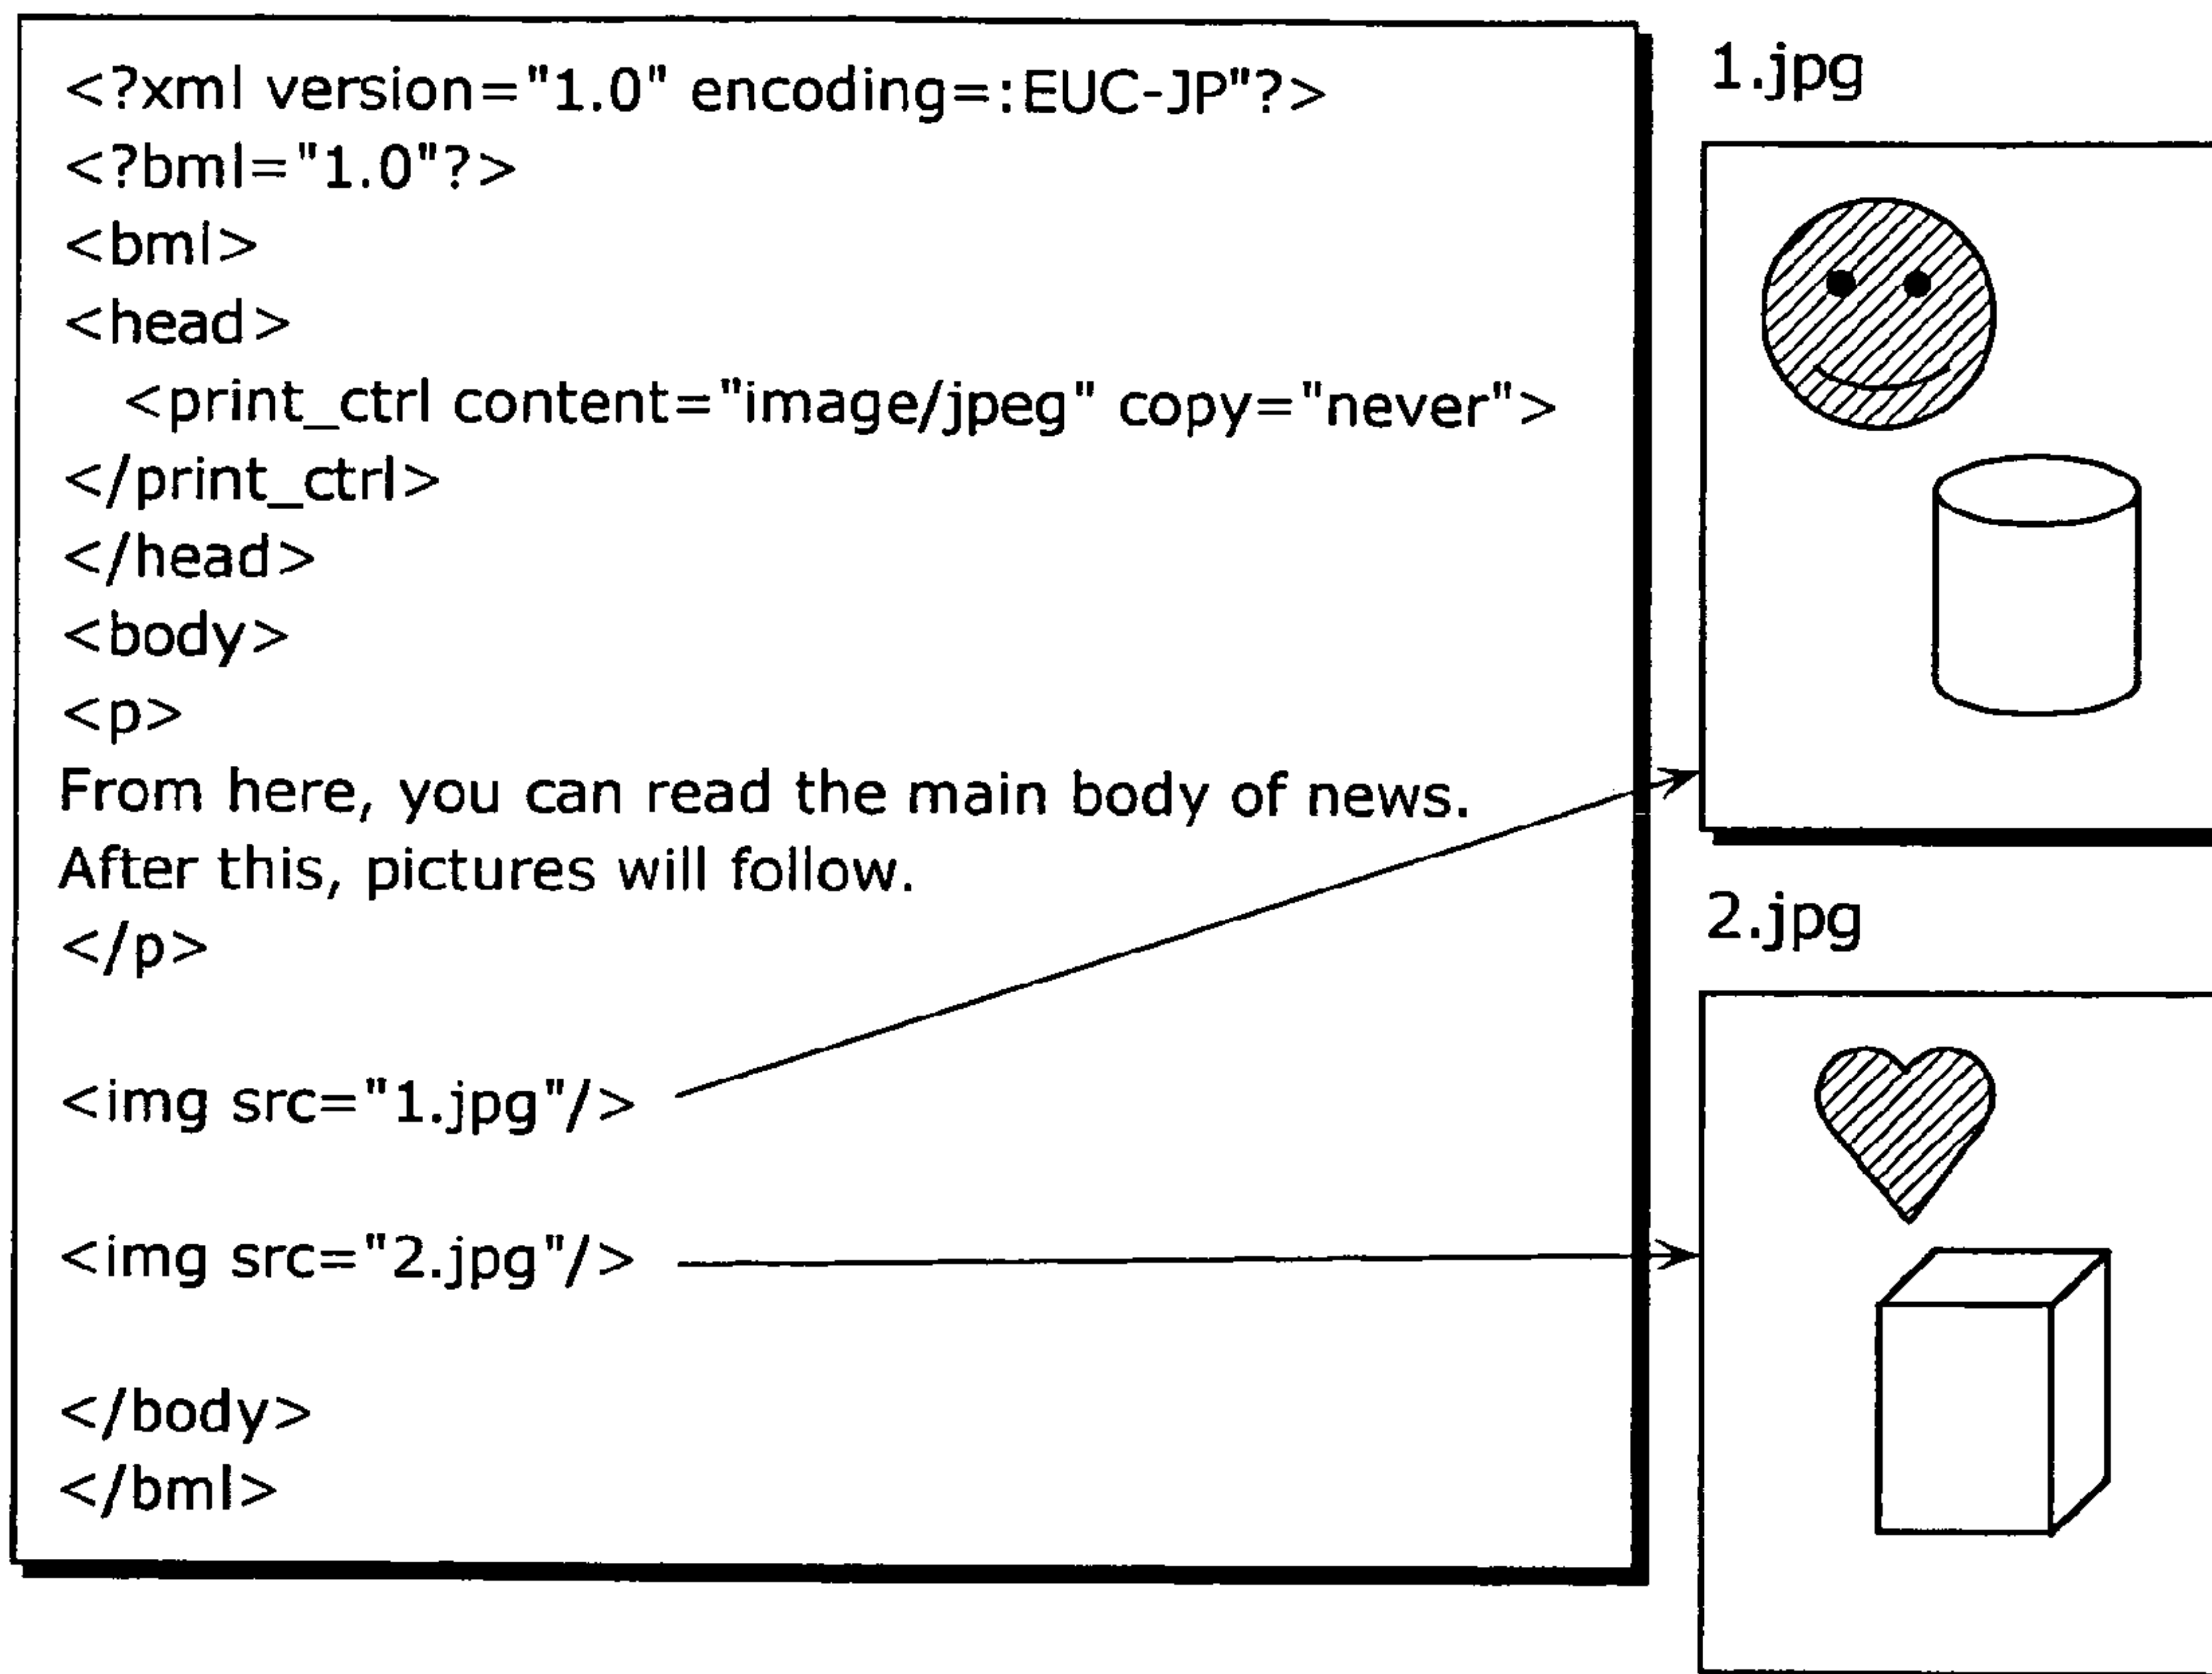 <?xml version="1.0" encoding=:EUC-JP"?>
<?bml="1.0"?>
<bml>
<head>
<print_ctrl content="image/jpeg" copy="never">
</print_ctrl>
</head>
<body>
<p>
From here, you can read the main body of news.
After this, pictures will follow.
</p>
<img src="1.jpg"/>
<img src="2.jpg"/>
</body>
</bml>
1.jpg
2.jpg